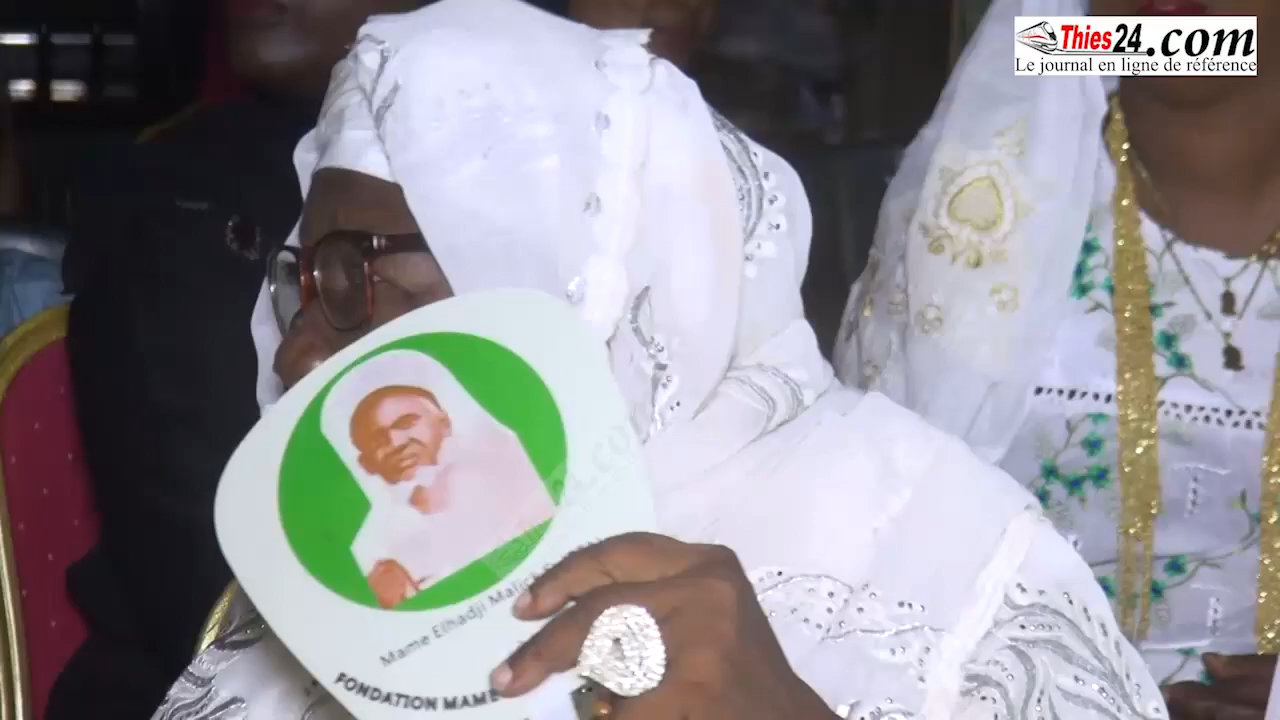 Thies24.com
Le journal en ligne de référence
Mame Elhadji Malick
FONDATION MAME